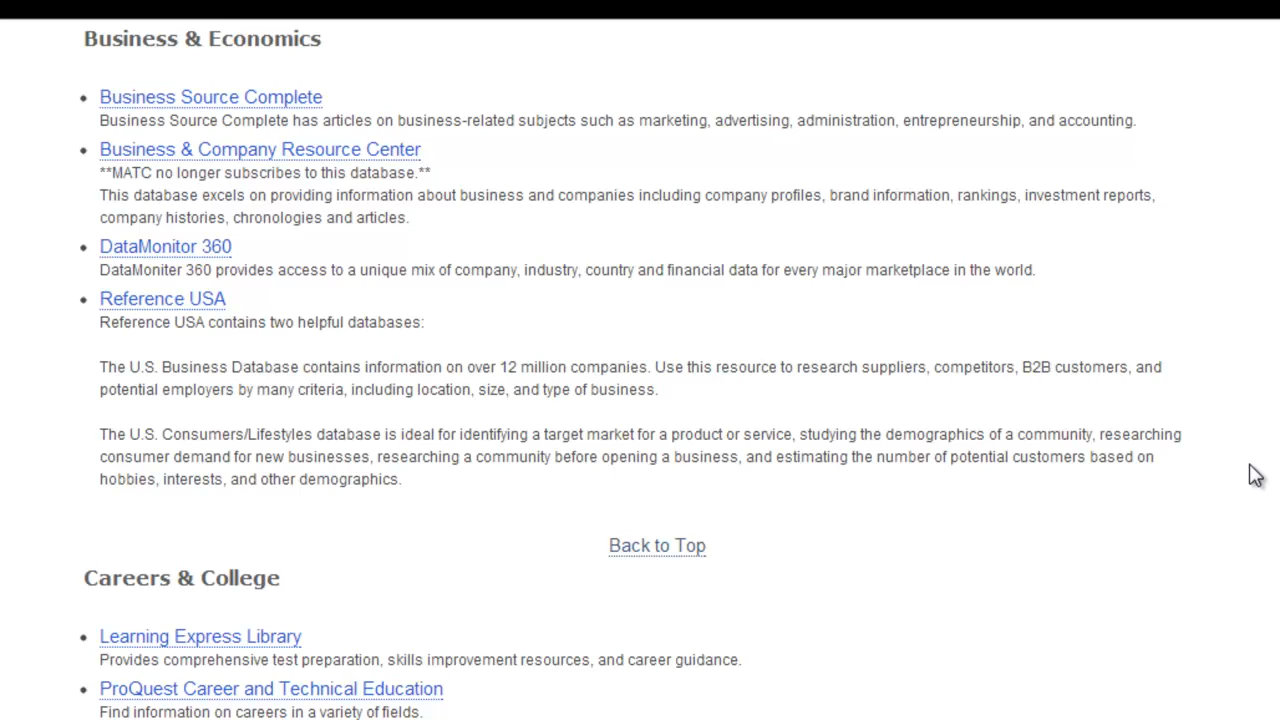 Business & Economics
Business Source Complete
Business Source Complete has articles on business-related subjects such as marketing, advertising, administration, entrepreneurship, and accounting.
Business & Company Resource Center
**MATC no longer subscribes to this database.**
This database excels on providing information about business and companies including company profiles, brand information, rankings, investment reports,
company histories, chronologies and articles.
DataMonitor 360
DataMoniter 360 provides access to a unique mix of company, industry, country and financial data for every major marketplace in the world.
Reference USA
Reference USA contains two helpful databases:
The U.S. Business Database contains information on over 12 million companies. Use this resource to research suppliers, competitors, B2B customers, and
potential employers by many criteria, including location, size, and type of business.
The U.S. Consumers/Lifestyles database is ideal for identifying a target market for a product or service, studying the demographics of a community, researching
consumer demand for new businesses, researching a community before opening a business, and estimating the number of potential customers based on
hobbies, interests, and other demographics.
Back to Top
Careers & College
Learning Express Library
Provides comprehensive test preparation, skills improvement resources, and career guidance.
ProQuest Career and Technical Education
Find information on careers in a variety of fields.